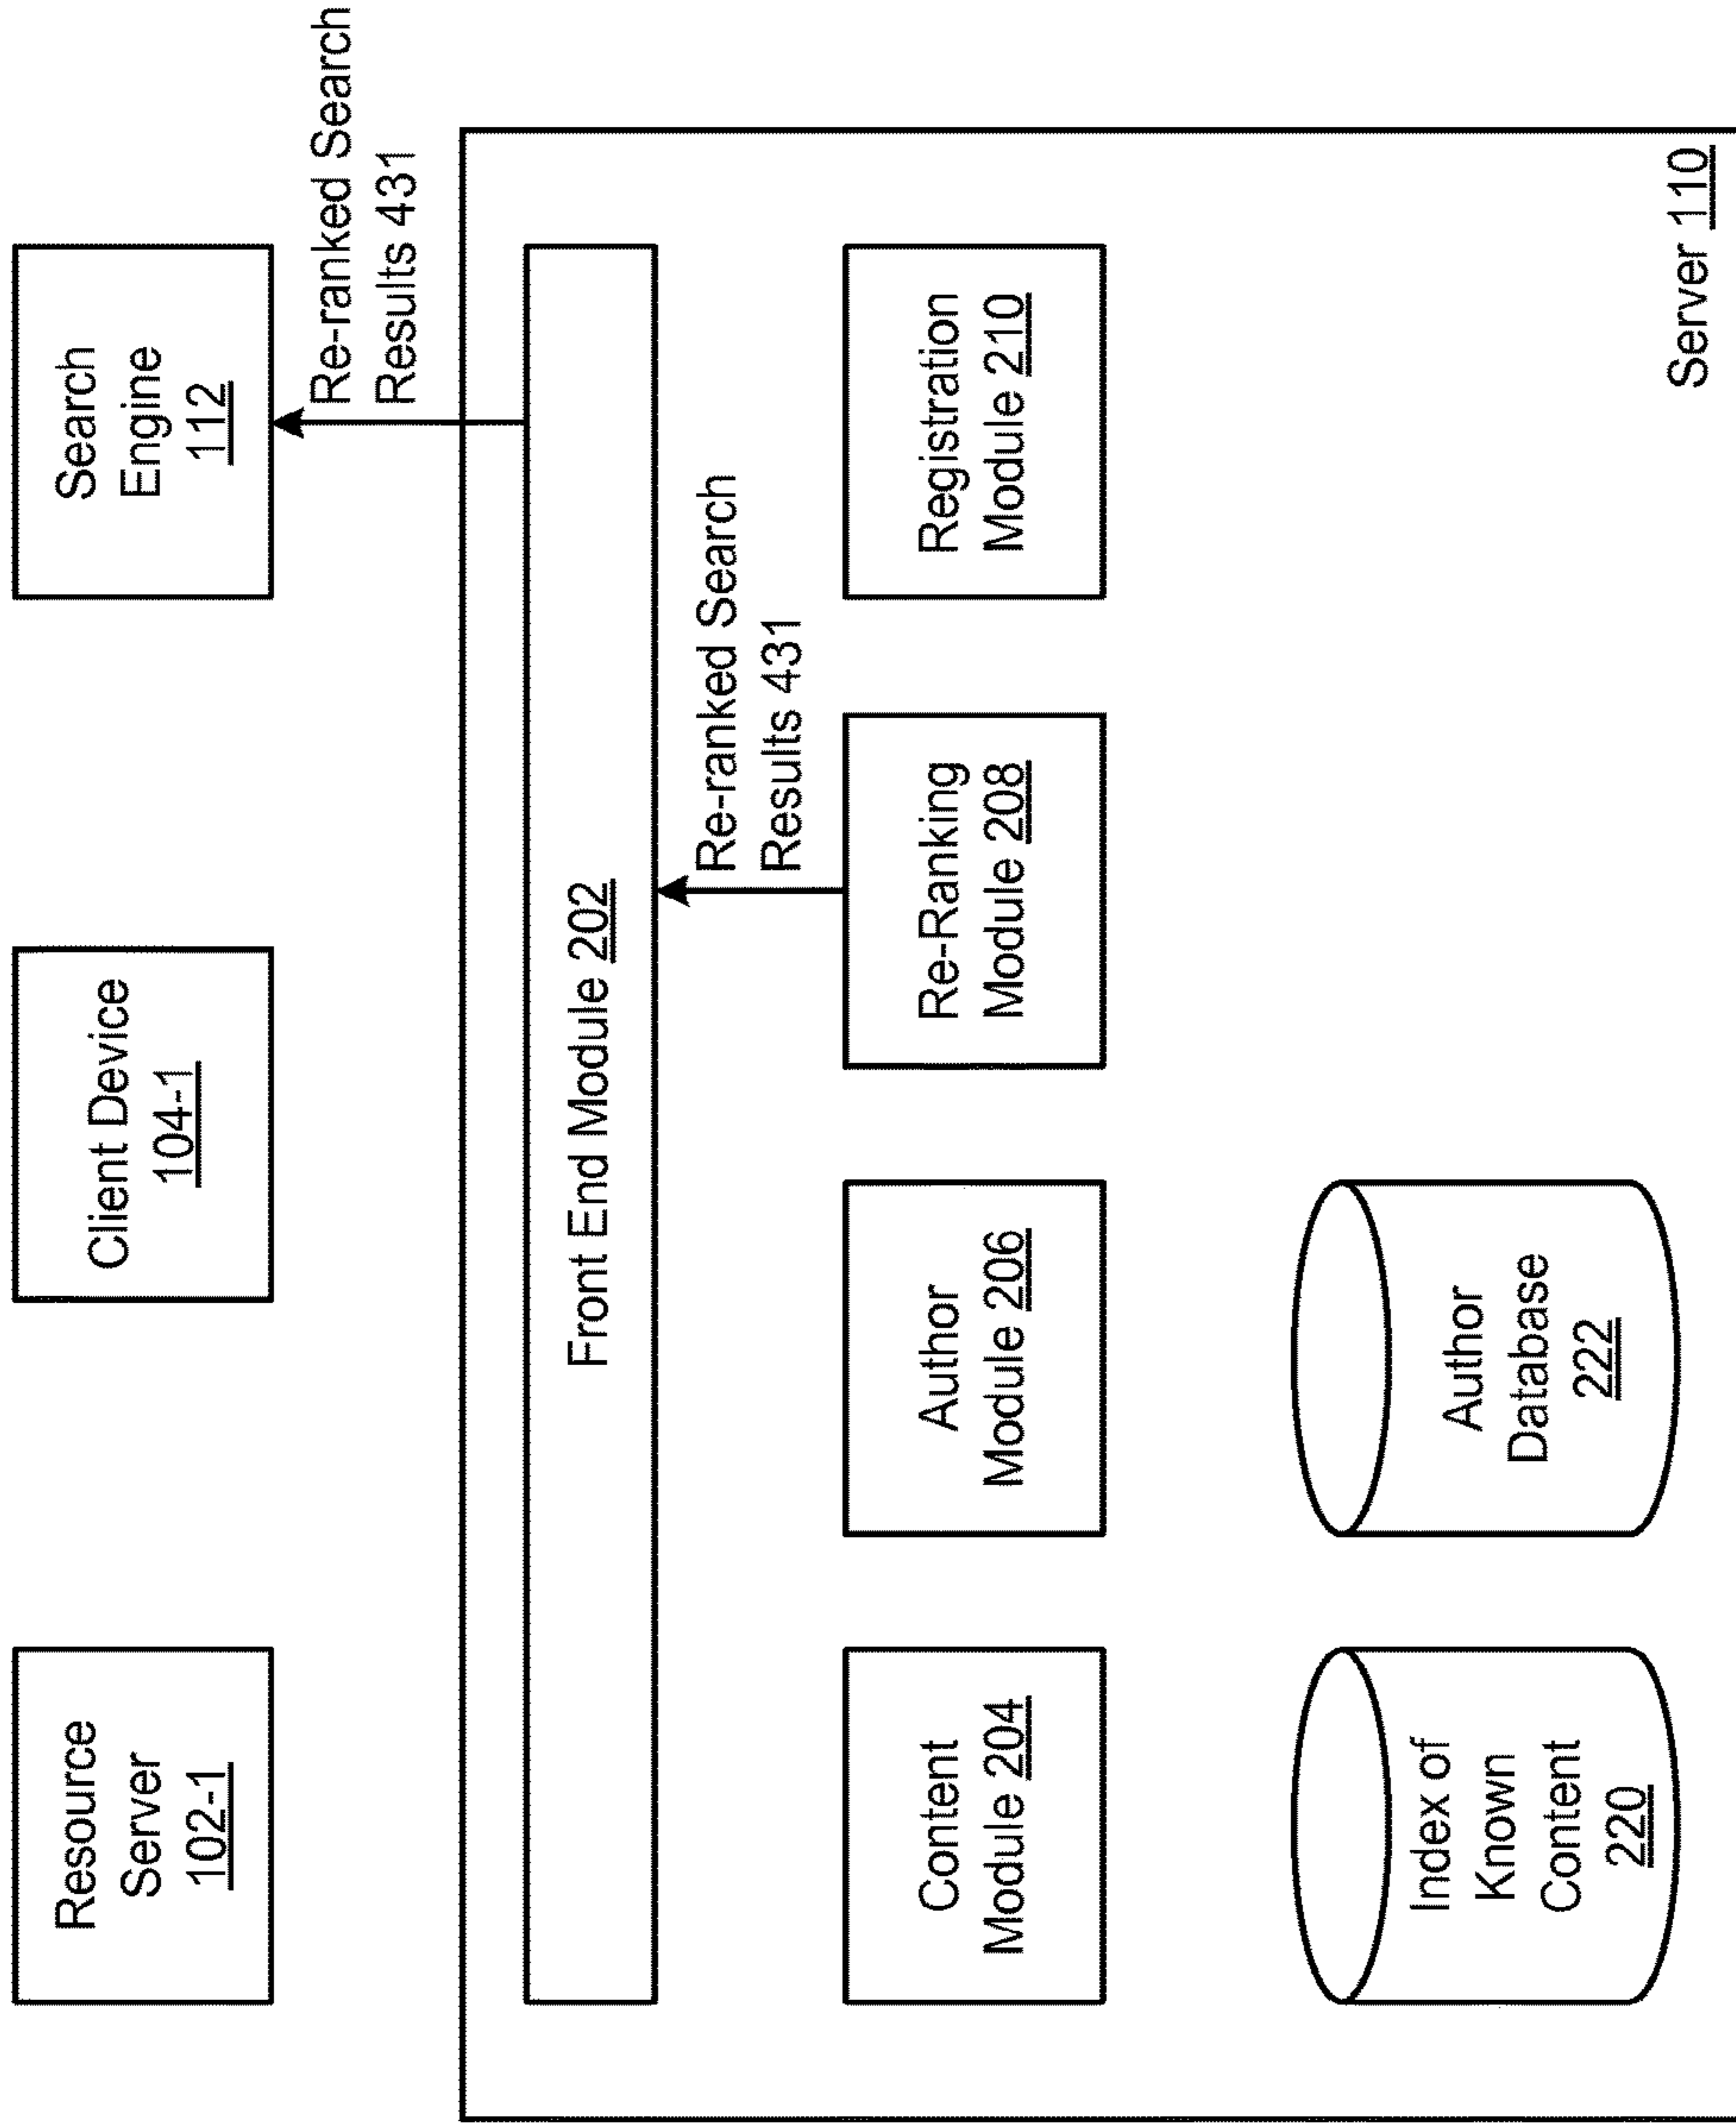 Resource
Server
102-1
Client Device
104-1
Search
Engine
112
Re-ranked Search
Results 431
Front End Module 202
Re-ranked Search
Results 431
Content
Module 204
Author
Module 206
Re-Ranking
Module 208
Registration
Module 210
Index of
Known
Content
220
Author
Database
222
Server 110